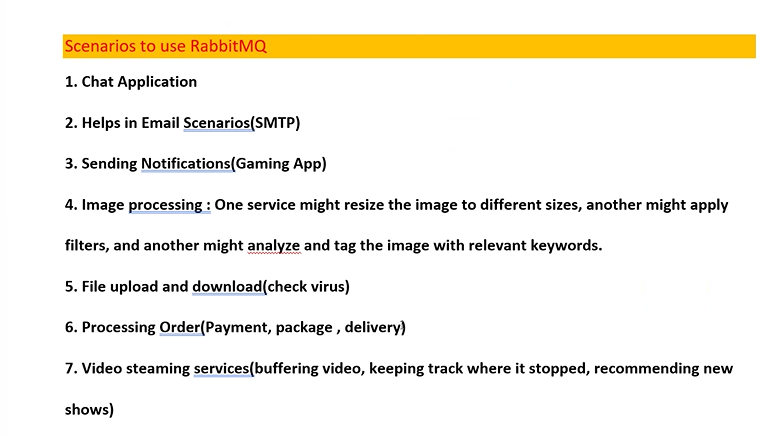 Scenarios to use RabbitMQ
1. Chat Application
2. Helps in Email Scenarios(SMTP)
3. Sending Notifications(Gaming App)
4. Image processing : One service might resize the image to different sizes, another might apply
filters, and another might analyze and tag the image with relevant keywords.
5. File upload and download(check virus)
6. Processing Order(Payment, package , delivery)
7. Video steaming services(buffering video, keeping track where it stopped, recommending new
shows)